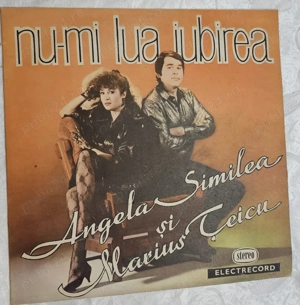 nu-mi lua iubirea
Angela Similea
și
Marius Țeicu
stereo
ELECTRECORD